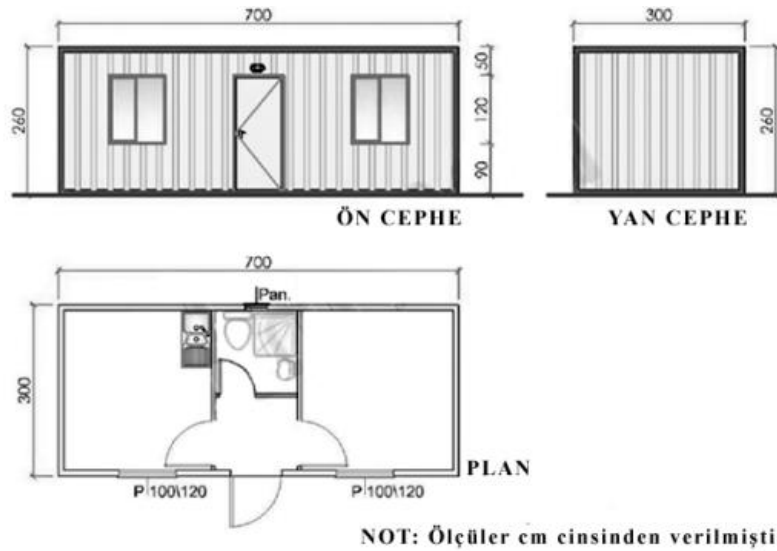 700
300
260
50
120
90
260
ÖN CEPHE
YAN CEPHE
700
Pan.
300
PLAN
P 100\120
P 100\120
NOT: Ölçüler cm cinsinden verilmişti